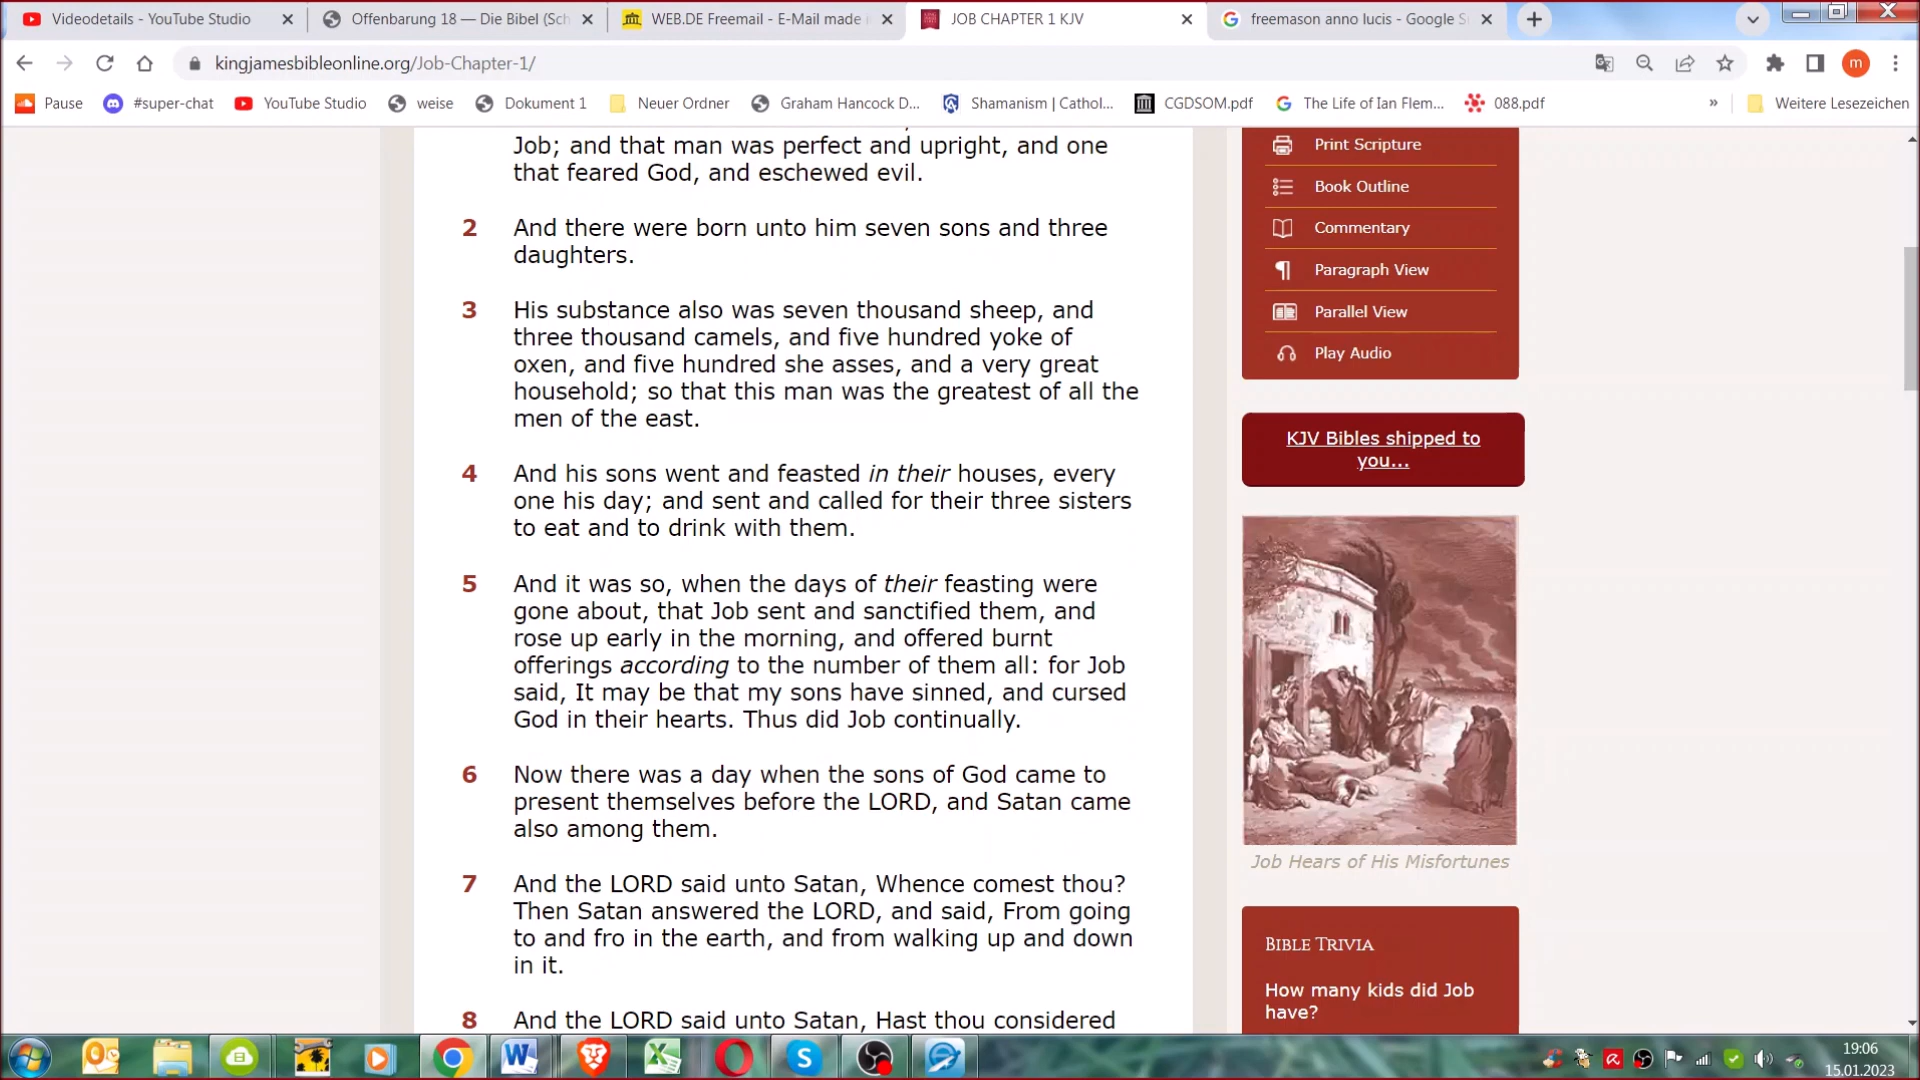 Videodetails - YouTube Studio
Offenbarung 18 — Die Bibel (Sch
WEB.DE Freemail - E-Mail made i
JOB CHAPTER 1 KJV
freemason anno lucis - Google S
kingjamesbibleonline.org/Job-Chapter-1/
m
Pause
#super-chat
YouTube Studio
weise
Dokument 1
Neuer Ordner
Graham Hancock D...
Shamanism | Cathol...
CGDSOM.pdf
The Life of Ian Flem...
088.pdf
»
Weitere Lesezeichen
Job; and that man was perfect and upright, and one
that feared God, and eschewed evil.
2 And there were born unto him seven sons and three
daughters.
3 His substance also was seven thousand sheep, and
three thousand camels, and five hundred yoke of
oxen, and five hundred she asses, and a very great
household; so that this man was the greatest of all the
men of the east.
4 And his sons went and feasted in their houses, every
one his day; and sent and called for their three sisters
to eat and to drink with them.
5 And it was so, when the days of their feasting were
gone about, that Job sent and sanctified them, and
rose up early in the morning, and offered burnt
offerings according to the number of them all: for Job
said, It may be that my sons have sinned, and cursed
God in their hearts. Thus did Job continually.
6 Now there was a day when the sons of God came to
present themselves before the LORD, and Satan came
also among them.
7 And the LORD said unto Satan, Whence comest thou?
Then Satan answered the LORD, and said, From going
to and fro in the earth, and from walking up and down
in it.
8 And the LORD said unto Satan, Hast thou considered
Print Scripture
Book Outline
Commentary
Paragraph View
Parallel View
Play Audio
KJV Bibles shipped to
you...
Job Hears of His Misfortunes
BIBLE TRIVIA
How many kids did Job
have?
19:06
15.01.2023